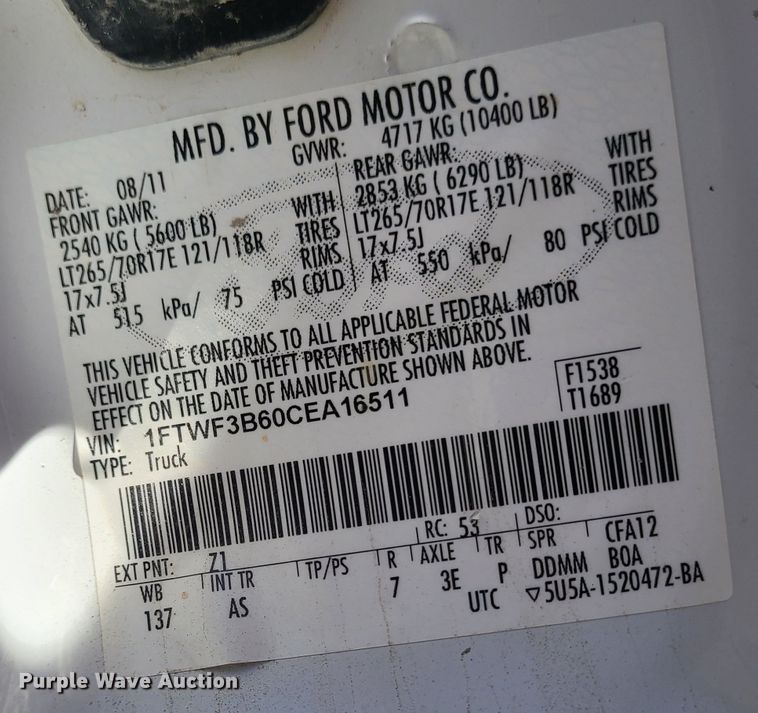 MFD. BY FORD MOTOR CO.
DATE: 08/11
GVWR: 4717 KG (10400 LB)
FRONT GAWR:
2540 KG ( 5600 LB) WITH
LT265/70R17E 121/118R TIRES
17x7.5J RIMS
AT 515 kPa/ 75 PSI COLD
REAR GAWR: WITH
2853 KG ( 6290 LB) TIRES
LT265/70R17E 121/118R RIMS
17x7.5J
AT 550 kPa/ 80 PSI COLD
THIS VEHICLE CONFORMS TO ALL APPLICABLE FEDERAL MOTOR
VEHICLE SAFETY AND THEFT PREVENTION STANDARDS IN
EFFECT ON THE DATE OF MANUFACTURE SHOWN ABOVE.
VIN: 1FTWF3B60CEA16511
TYPE: Truck
F1538
T1689
EXT PNT: Z1 RC: 53 DSO:
WB INT TR TP/PS R AXLE TR SPR CFA12
137 AS 7 3E P DDMM BOA
UTC ▽5U5A-1520472-BA
Purple Wave Auction